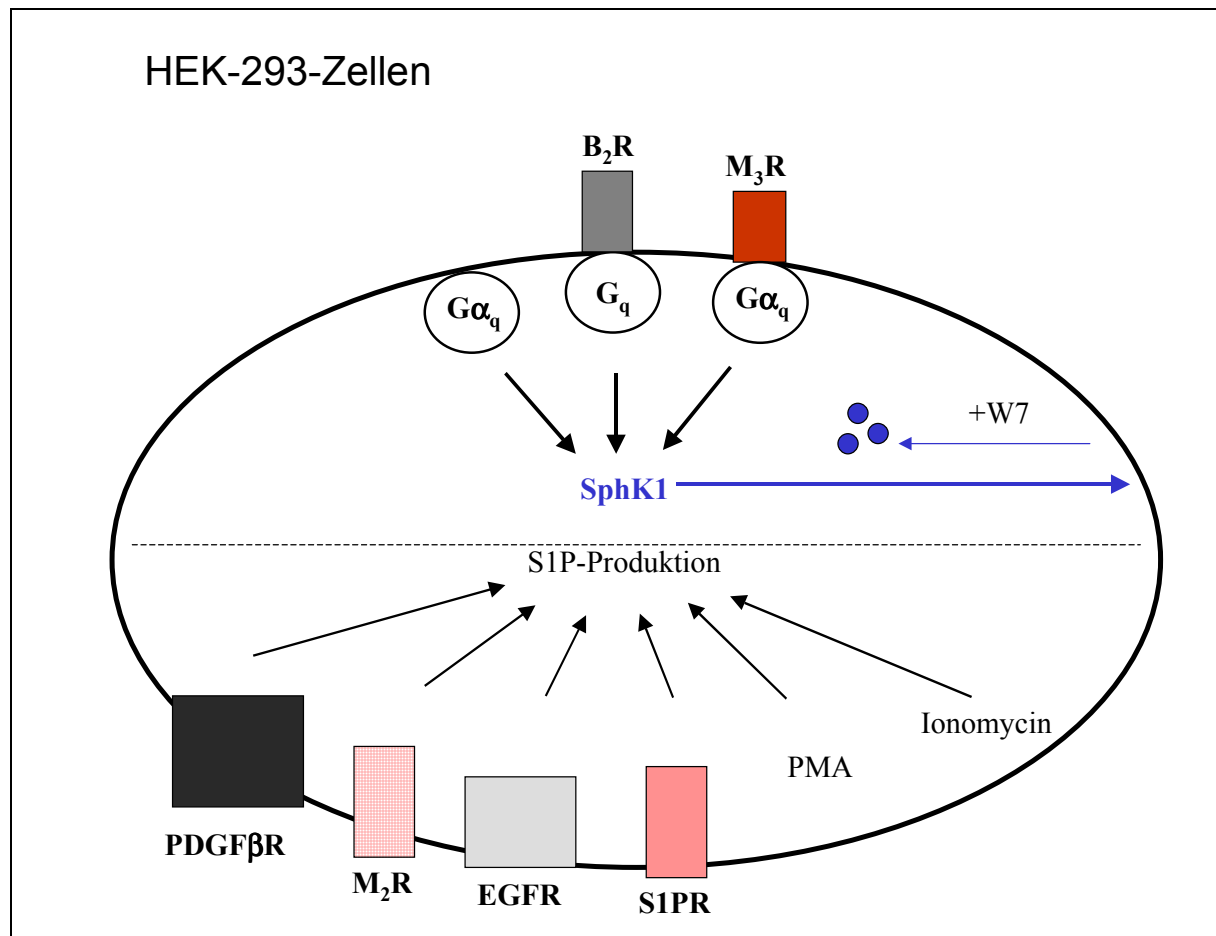 HEK-293-Zellen
B₂R
M₃R
Gαq
Gq
Gαq
+W7
SphK1
S1P-Produktion
Ionomycin
PMA
PDGFβR
M₂R
EGFR
S1PR